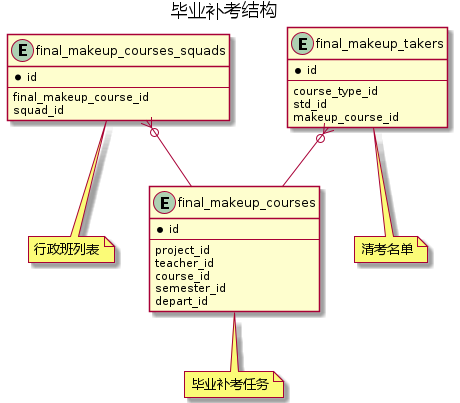 毕业补考结构
E final_makeup_courses_squads
id
final_makeup_course_id
squad_id
E final_makeup_takers
id
course_type_id
std_id
makeup_course_id
行政班列表
清考名单
E final_makeup_courses
id
project_id
teacher_id
course_id
semester_id
depart_id
毕业补考任务